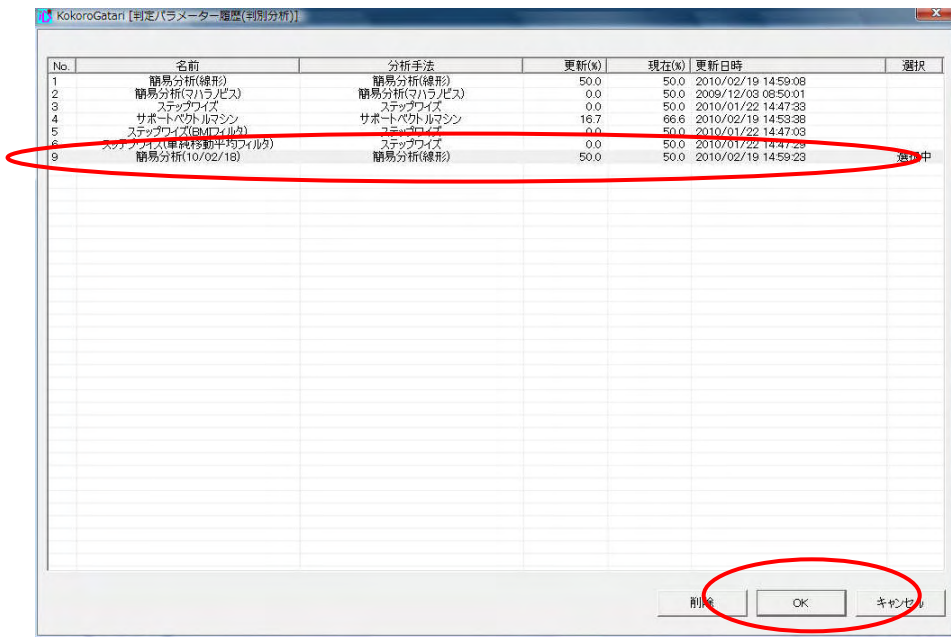 KokoroGatari [判定パラメーター履歴(判別分析)]
No. 名前 分析手法 更新(%) 現在(%) 更新日時 選択
1 簡易分析(線形) 簡易分析(線形) 50.0 50.0 2010/02/19 14:59:08
2 簡易分析(マハラノビス) 簡易分析(マハラノビス) 0.0 50.0 2009/12/03 08:50:01
3 ステップワイズ ステップワイズ 0.0 50.0 2010/01/22 14:47:33
4 サポートベクトルマシン サポートベクトルマシン 16.7 66.6 2010/02/19 14:53:38
5 ステップワイズ(BMIフィルタ) ステップワイズ 0.0 50.0 2010/01/22 14:47:03
6 ステップワイズ(単純移動平均フィルタ) ステップワイズ 0.0 50.0 2010/01/22 14:47:29
9 簡易分析(10/02/18) 簡易分析(線形) 50.0 50.0 2010/02/19 14:59:23 選択中
削除 OK キャンセル